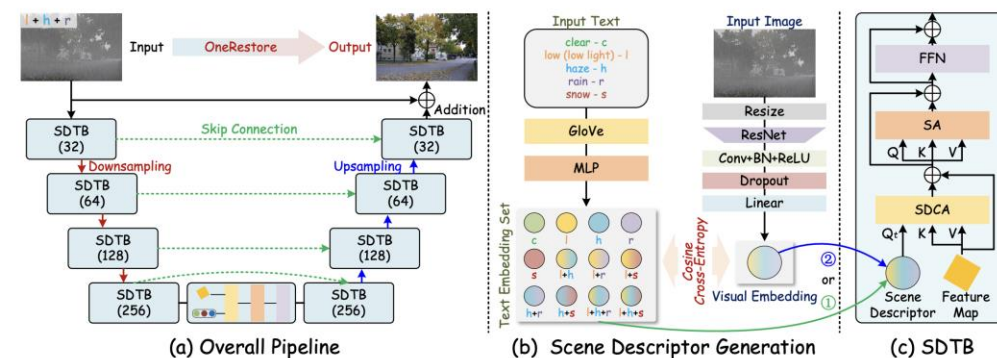 l + h + r
Input
OneRestore
Output
Addition
SDTB
(32)
Skip Connection
SDTB
(32)
Downsampling
Upsampling
SDTB
(64)
SDTB
(64)
SDTB
(128)
SDTB
(128)
SDTB
(256)
SDTB
(256)
(a) Overall Pipeline
Input Text
clear - c
low (low light) - l
haze - h
rain - r
snow - s
GloVe
MLP
Text Embedding Set
c l h r
s l+h l+r l+s
h+r h+s l+h+r l+h+s
Cosine
Cross-Entropy
Input Image
Resize
ResNet
Conv+BN+ReLU
Dropout
Linear
Visual Embedding
②
or
①
(b) Scene Descriptor Generation
FFN
SA
Q K V
SDCA
Qt K V
Scene
Descriptor
Feature
Map
(c) SDTB